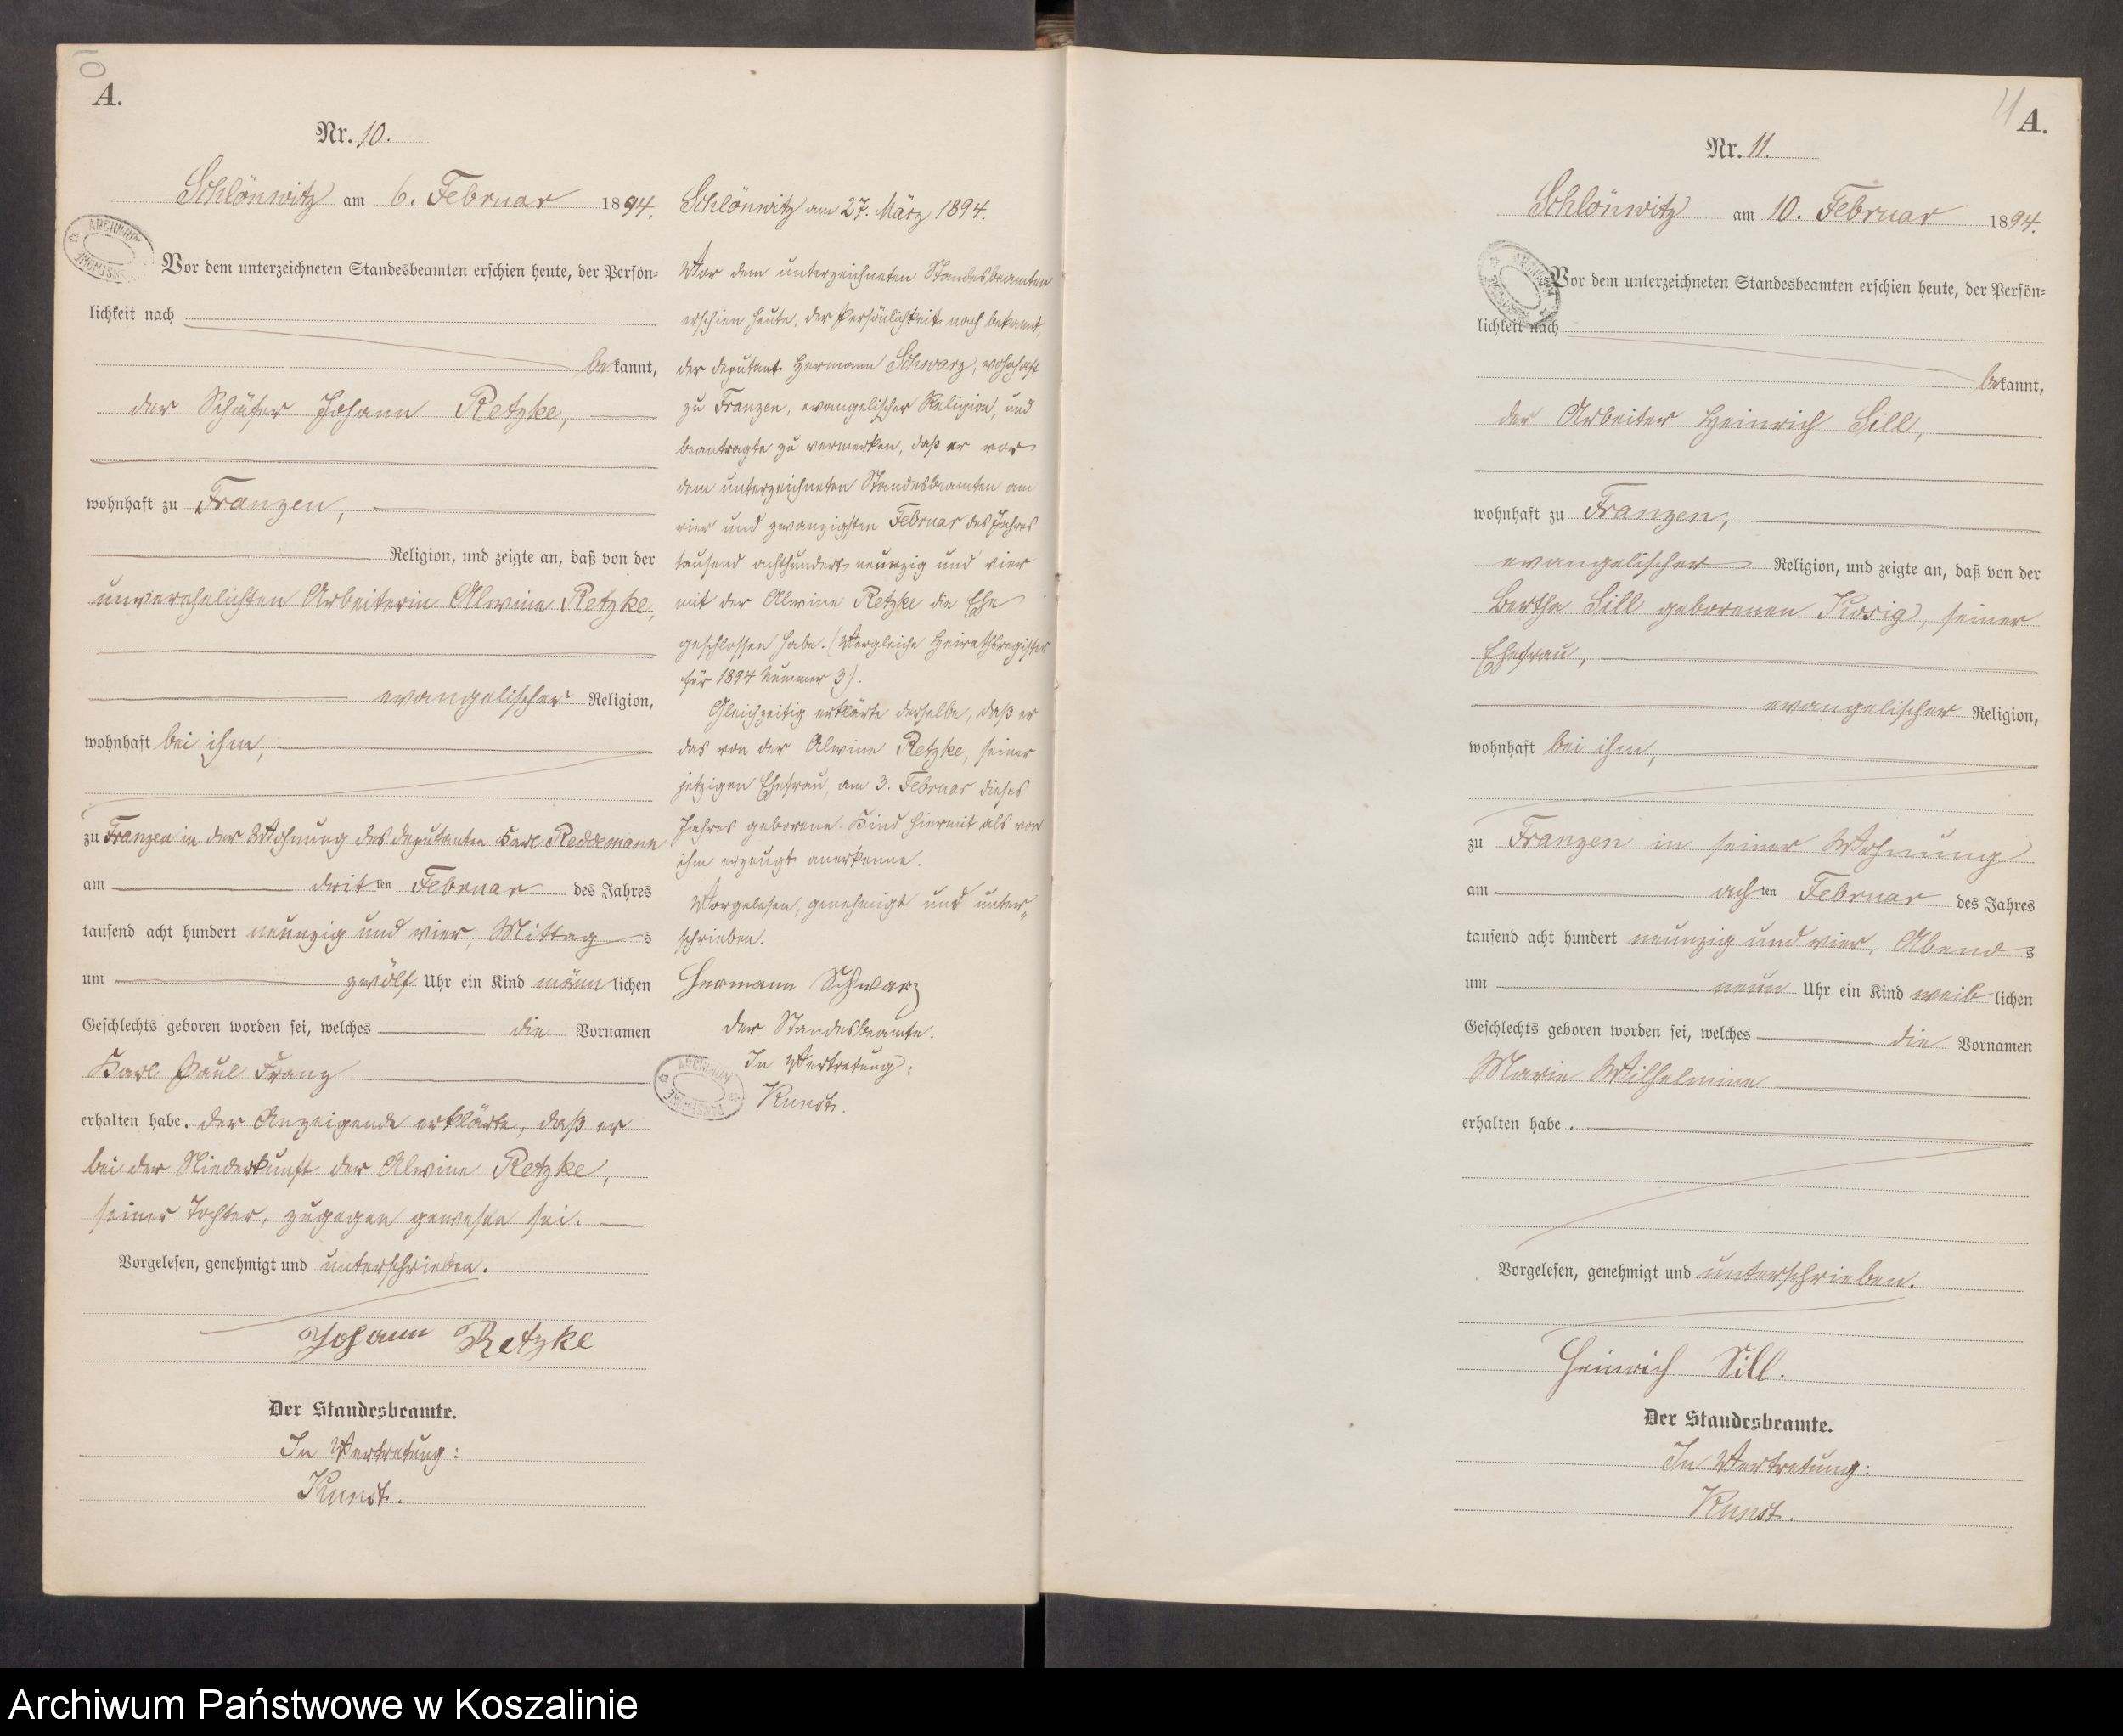 10
A.
Nr. 10.
Schlönwitz am 6. Februar 1894.
Vor dem unterzeichneten Standesbeamten erschien heute, der Persön=
lichkeit nach
bekannt,
der Schäfer Johann Retzke,
wohnhaft zu Franzen,
Religion, und zeigte an, daß von der
unverehelichten Arbeiterin Alwine Retzke,
evangelischer Religion,
wohnhaft bei ihm,
zu Franzen in der Wohnung des Deputanten Karl Reddemann
am dritten Februar des Jahres
tausend acht hundert neunzig und vier, Mittags
um zwölf Uhr ein Kind männlichen
Geschlechts geboren worden sei, welches die Vornamen
Karl Paul Franz
erhalten habe. Der Anzeigende erklärte, daß er
bei der Niederkunft der Alwine Retzke,
seiner Tochter, zugegen gewesen sei.
Vorgelesen, genehmigt und unterschrieben.
Johann Retzke
Der Standesbeamte.
In Vertretung:
Kunst.
Schlönwitz am 27. März 1894.
Vor dem unterzeichneten Standesbeamten
erschien heute, der Persönlichkeit nach bekannt,
der Deputant Hermann Schwarz, wohnhaft
zu Franzen, evangelischer Religion, und
beantragte zu vermerken, daß er vor
dem unterzeichneten Standesbeamten am
vier und zwanzigsten Februar des Jahres
tausend achthundert neunzig und vier
mit der Alwine Retzke die Ehe
geschlossen habe. (Vergleiche Heirathsregister
für 1894 Nummer 3).
Gleichzeitig erklärte derselbe, daß er
das von der Alwine Retzke, seiner
jetzigen Ehefrau, am 3. Februar dieses
Jahres geborene Kind hiermit als von
ihm erzeugt anerkenne.
Vorgelesen, genehmigt und unter-
schrieben.
Hermann Schwarz
Der Standesbeamte.
In Vertretung:
Kunst.
11
A.
Nr. 11.
Schlönwitz am 10. Februar 1894.
Vor dem unterzeichneten Standesbeamten erschien heute, der Persön=
lichkeit nach
bekannt,
der Arbeiter Heinrich Sill,
wohnhaft zu Franzen,
evangelischer Religion, und zeigte an, daß von der
Bertha Sill geborenen Kosig, seiner
Ehefrau,
evangelischer Religion,
wohnhaft bei ihm,
zu Franzen in seiner Wohnung
am achten Februar des Jahres
tausend acht hundert neunzig und vier, Abends
um neun Uhr ein Kind weiblichen
Geschlechts geboren worden sei, welches die Vornamen
Marie Wilhelmine
erhalten habe.
Vorgelesen, genehmigt und unterschrieben.
Heinrich Sill.
Der Standesbeamte.
In Vertretung:
Kunst.
Archiwum Państwowe w Koszalinie